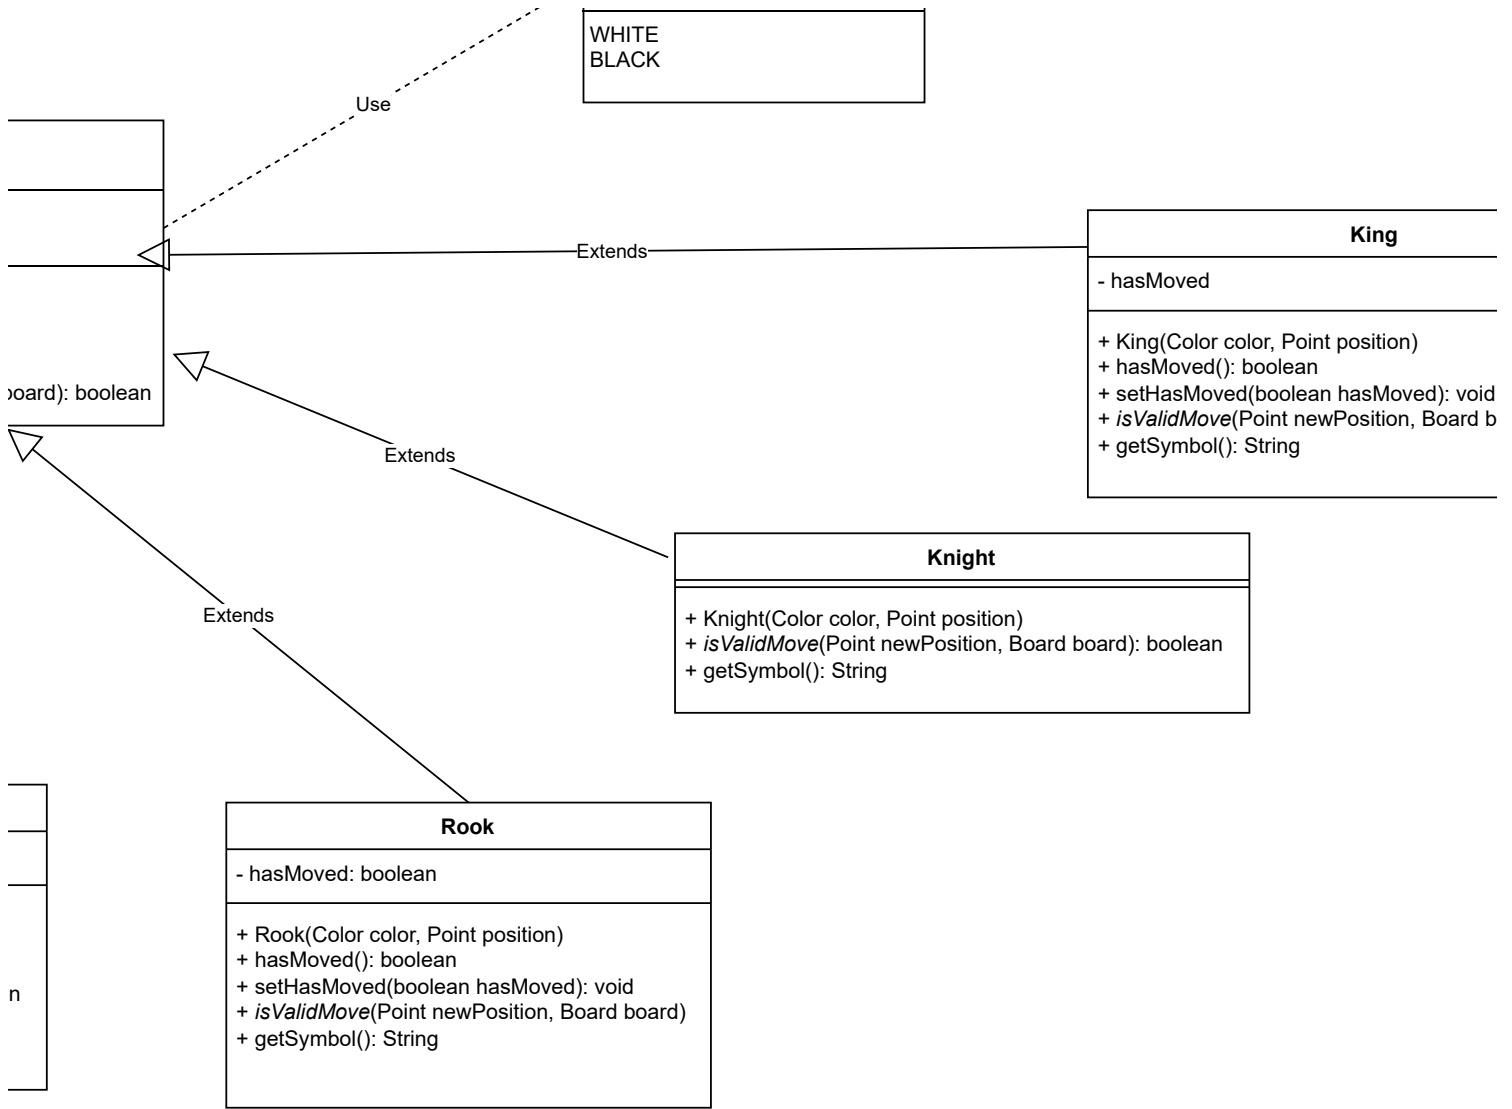 WHITE
BLACK
Use
Extends
King
- hasMoved
+ King(Color color, Point position)
+ hasMoved(): boolean
+ setHasMoved(boolean hasMoved): void
+ isValidMove(Point newPosition, Board
+ getSymbol(): String
boolean
Extends
Knight
+ Knight(Color color, Point position)
+ isValidMove(Point newPosition, Board board): boolean
+ getSymbol(): String
Extends
Rook
- hasMoved: boolean
+ Rook(Color color, Point position)
+ hasMoved(): boolean
+ setHasMoved(boolean hasMoved): void
+ isValidMove(Point newPosition, Board board)
+ getSymbol(): String